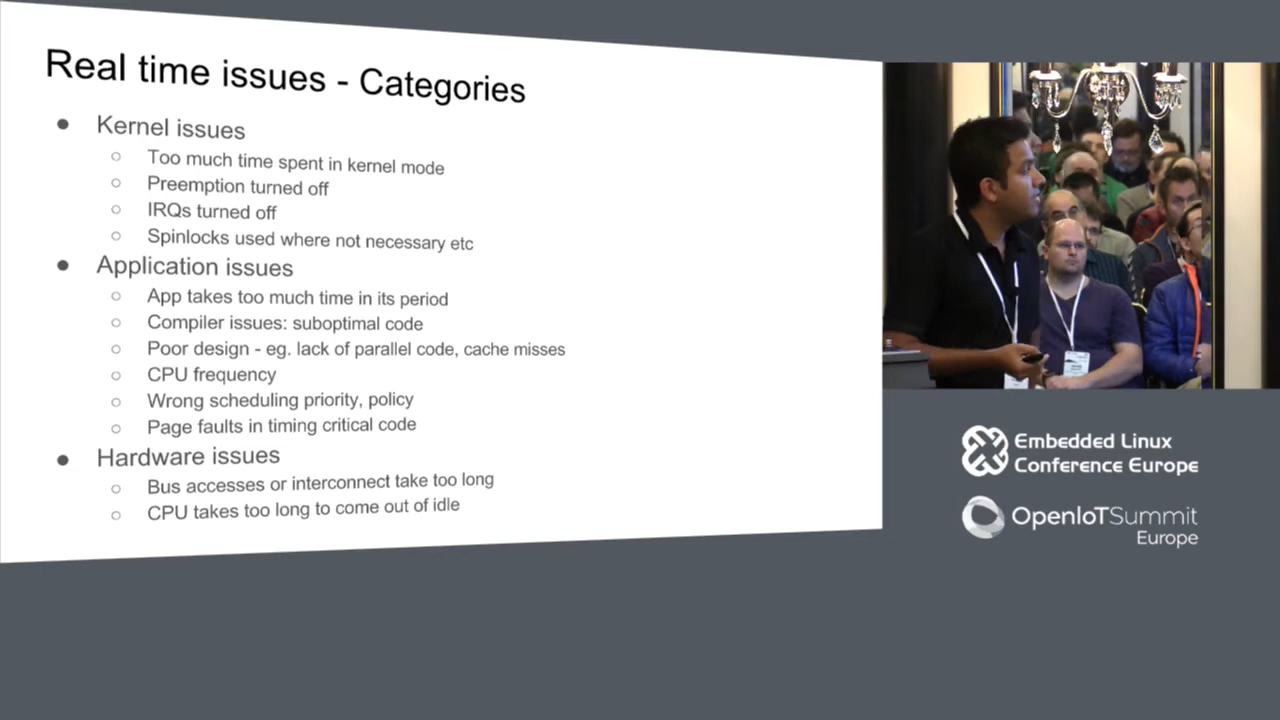 Real time issues - Categories
Kernel issues
Too much time spent in kernel mode
Preemption turned off
IRQs turned off
Spinlocks used where not necessary etc
Application issues
App takes too much time in its period
Compiler issues: suboptimal code
Poor design - eg. lack of parallel code, cache misses
CPU frequency
Wrong scheduling priority, policy
Page faults in timing critical code
Hardware issues
Bus accesses or interconnect take too long
CPU takes too long to come out of idle
Embedded Linux
Conference Europe
OpenIoTSummit
Europe